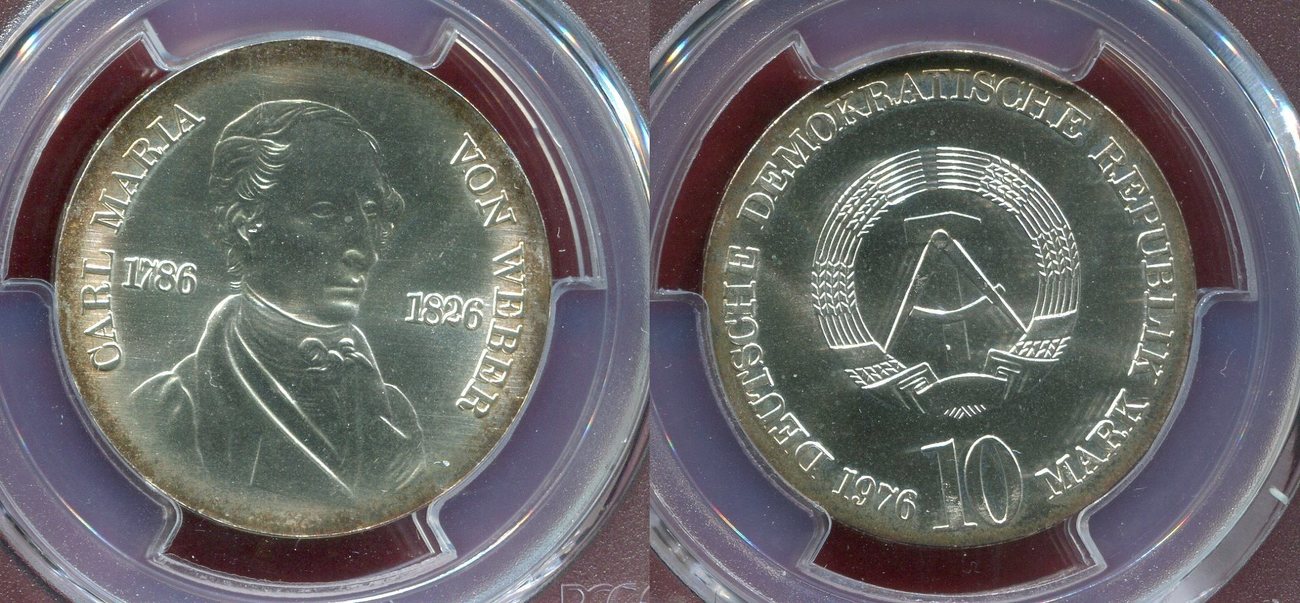 CARL MARIA
VON WEBER
1786
1826
DEUTSCHE DEMOKRATISCHE REPUBLIK
1976
10
MARK